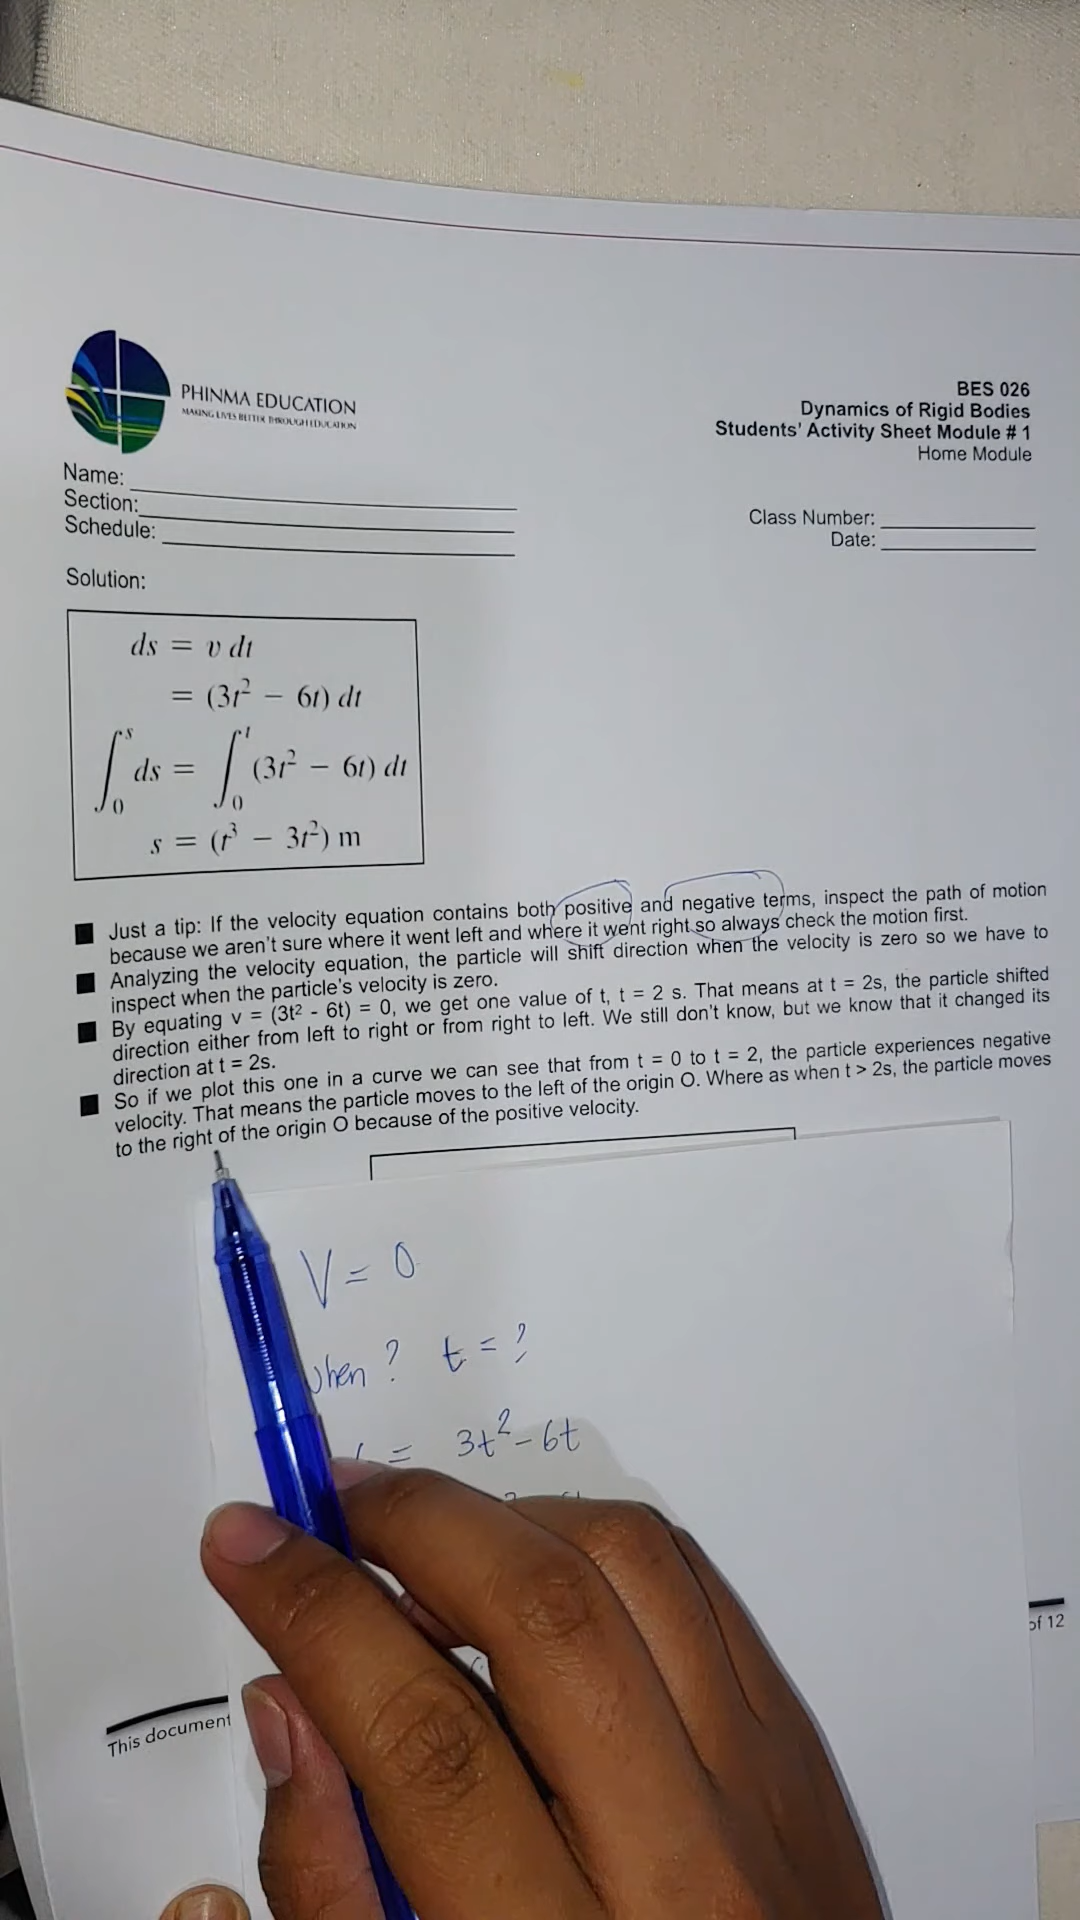 PHINMA EDUCATION
MAKING LIVES BETTER THROUGH EDUCATION
BES 026
Dynamics of Rigid Bodies
Students' Activity Sheet Module # 1
Home Module
Name:
Section:
Schedule:
Class Number:
Date:
Solution:
ds = v dt
= (3t² − 6t) dt
∫₀ˢ ds = ∫₀ᵗ (3t² − 6t) dt
s = (t³ − 3t²) m
■ Just a tip: If the velocity equation contains both positive and negative terms, inspect the path of motion
because we aren't sure where it went left and where it went right so always check the motion first.
■ Analyzing the velocity equation, the particle will shift direction when the velocity is zero so we have to
inspect when the particle's velocity is zero.
■ By equating v = (3t² - 6t) = 0, we get one value of t, t = 2 s. That means at t = 2s, the particle shifted
direction either from left to right or from right to left. We still don't know, but we know that it changed its
direction at t = 2s.
■ So if we plot this one in a curve we can see that from t = 0 to t = 2, the particle experiences negative
velocity. That means the particle moves to the left of the origin O. Where as when t > 2s, the particle moves
to the right of the origin O because of the positive velocity.
V = 0
when? t = ?
= 3t² - 6t
of 12
This document